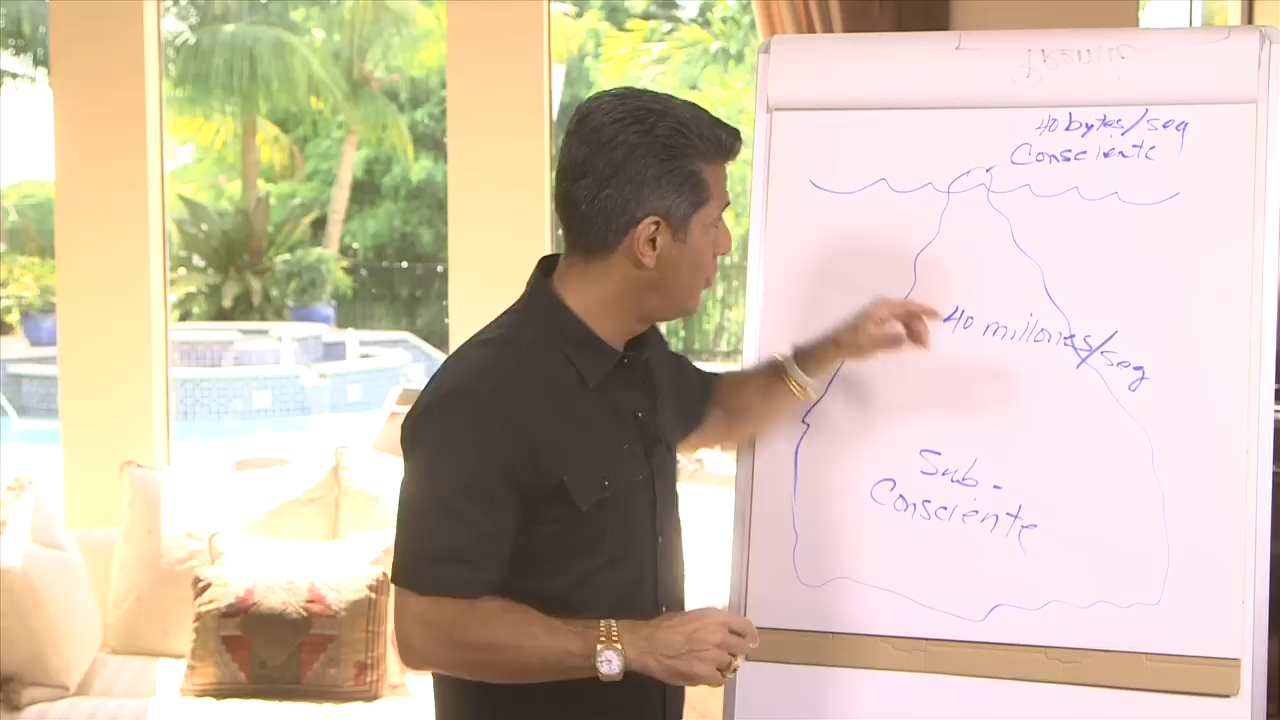 40 bytes/seg
Consciente
40 millones/seg
Sub-
Consciente